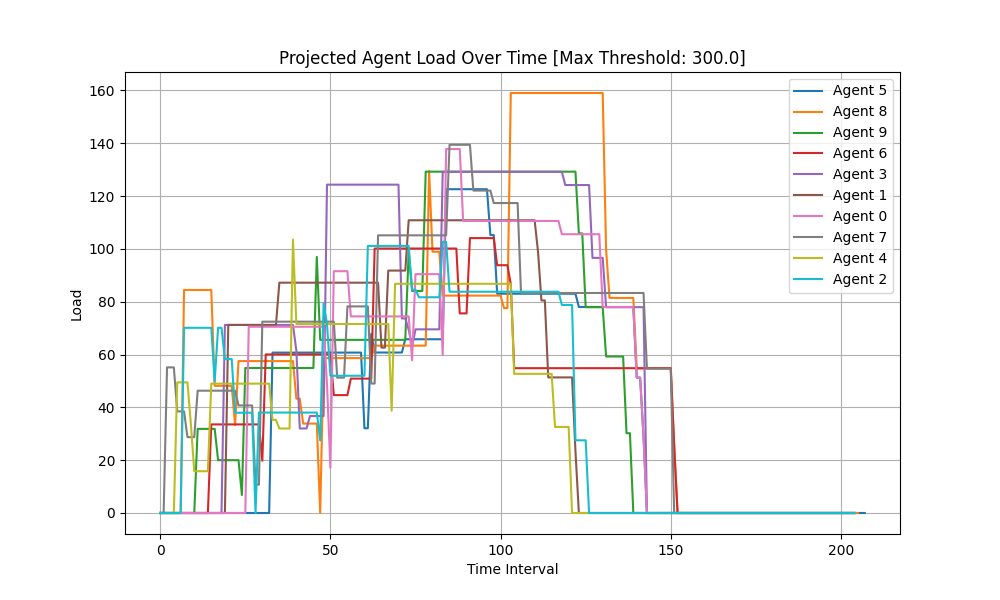 Projected Agent Load Over Time [Max Threshold: 300.0]
Load
160
140
120
100
80
60
40
20
0
0 50 100 150 200
Time Interval
Agent 5
Agent 8
Agent 9
Agent 6
Agent 3
Agent 1
Agent 0
Agent 7
Agent 4
Agent 2